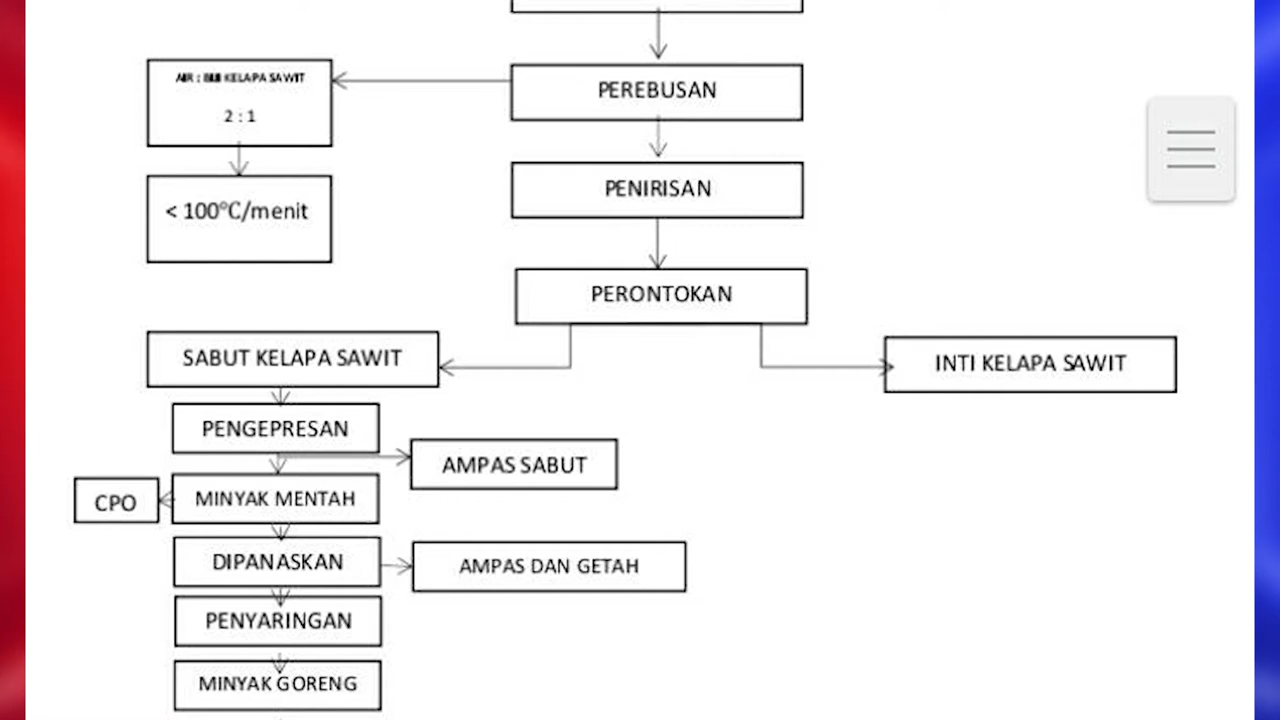 PEREBUSAN
AIR : BIJI KELAPA SAWIT
2 : 1
< 100°C/menit
PENIRISAN
PERONTOKAN
SABUT KELAPA SAWIT
INTI KELAPA SAWIT
PENGEPRESAN
AMPAS SABUT
CPO
MINYAK MENTAH
DIPANASKAN
AMPAS DAN GETAH
PENYARINGAN
MINYAK GORENG